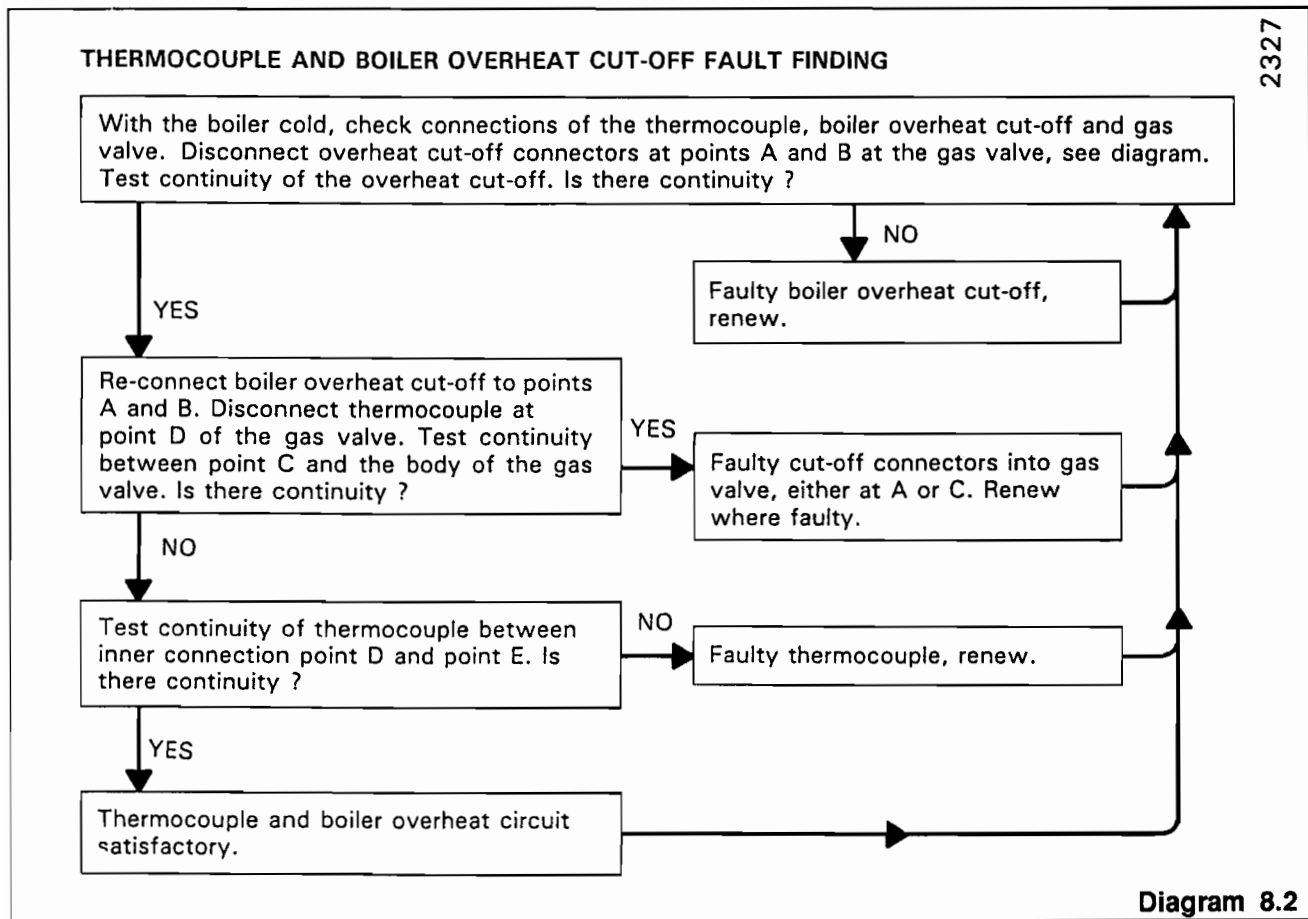 2327
THERMOCOUPLE AND BOILER OVERHEAT CUT-OFF FAULT FINDING
With the boiler cold, check connections of the thermocouple, boiler overheat cut-off and gas
valve. Disconnect overheat cut-off connectors at points A and B at the gas valve, see diagram.
Test continuity of the overheat cut-off. Is there continuity ?
NO
Faulty boiler overheat cut-off,
renew.
YES
Re-connect boiler overheat cut-off to points
A and B. Disconnect thermocouple at
point D of the gas valve. Test continuity
between point C and the body of the gas
valve. Is there continuity ?
YES
Faulty cut-off connectors into gas
valve, either at A or C. Renew
where faulty.
NO
Test continuity of thermocouple between
inner connection point D and point E. Is
there continuity ?
NO
Faulty thermocouple, renew.
YES
Thermocouple and boiler overheat circuit
satisfactory.
Diagram 8.2